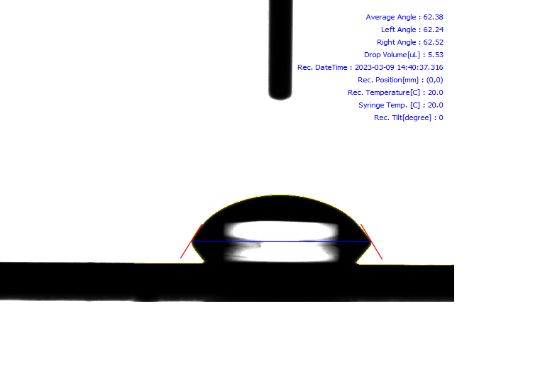 Average Angle : 62.38
Left Angle : 62.24
Right Angle : 62.52
Drop Volume[uL] : 5.53
Rec. DateTime : 2023-03-09 14:40:37.316
Rec. Position[mm] : (0,0)
Rec. Temperature[C] : 20.0
Syringe Temp. [C] : 20.0
Rec. Tilt[degree] : 0